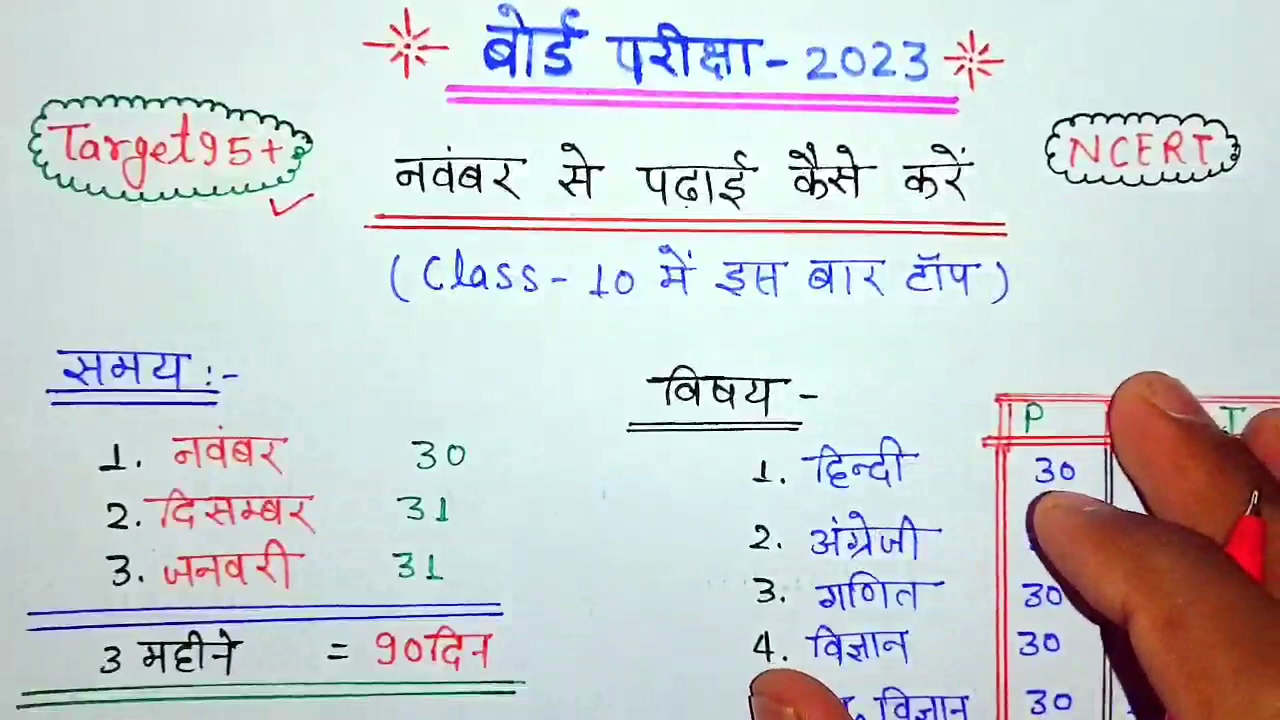 बोर्ड परीक्षा - 2023
Target 95+
NCERT
नवंबर से पढ़ाई कैसे करें
(Class - 10 में इस बार टॉप)
समय :-
1. नवंबर 30
2. दिसम्बर 31
3. जनवरी 31
3 महीने = 90 दिन
विषय -
P
1. हिन्दी 30
2. अंग्रेजी
3. गणित 30
4. विज्ञान 30
विज्ञान 30